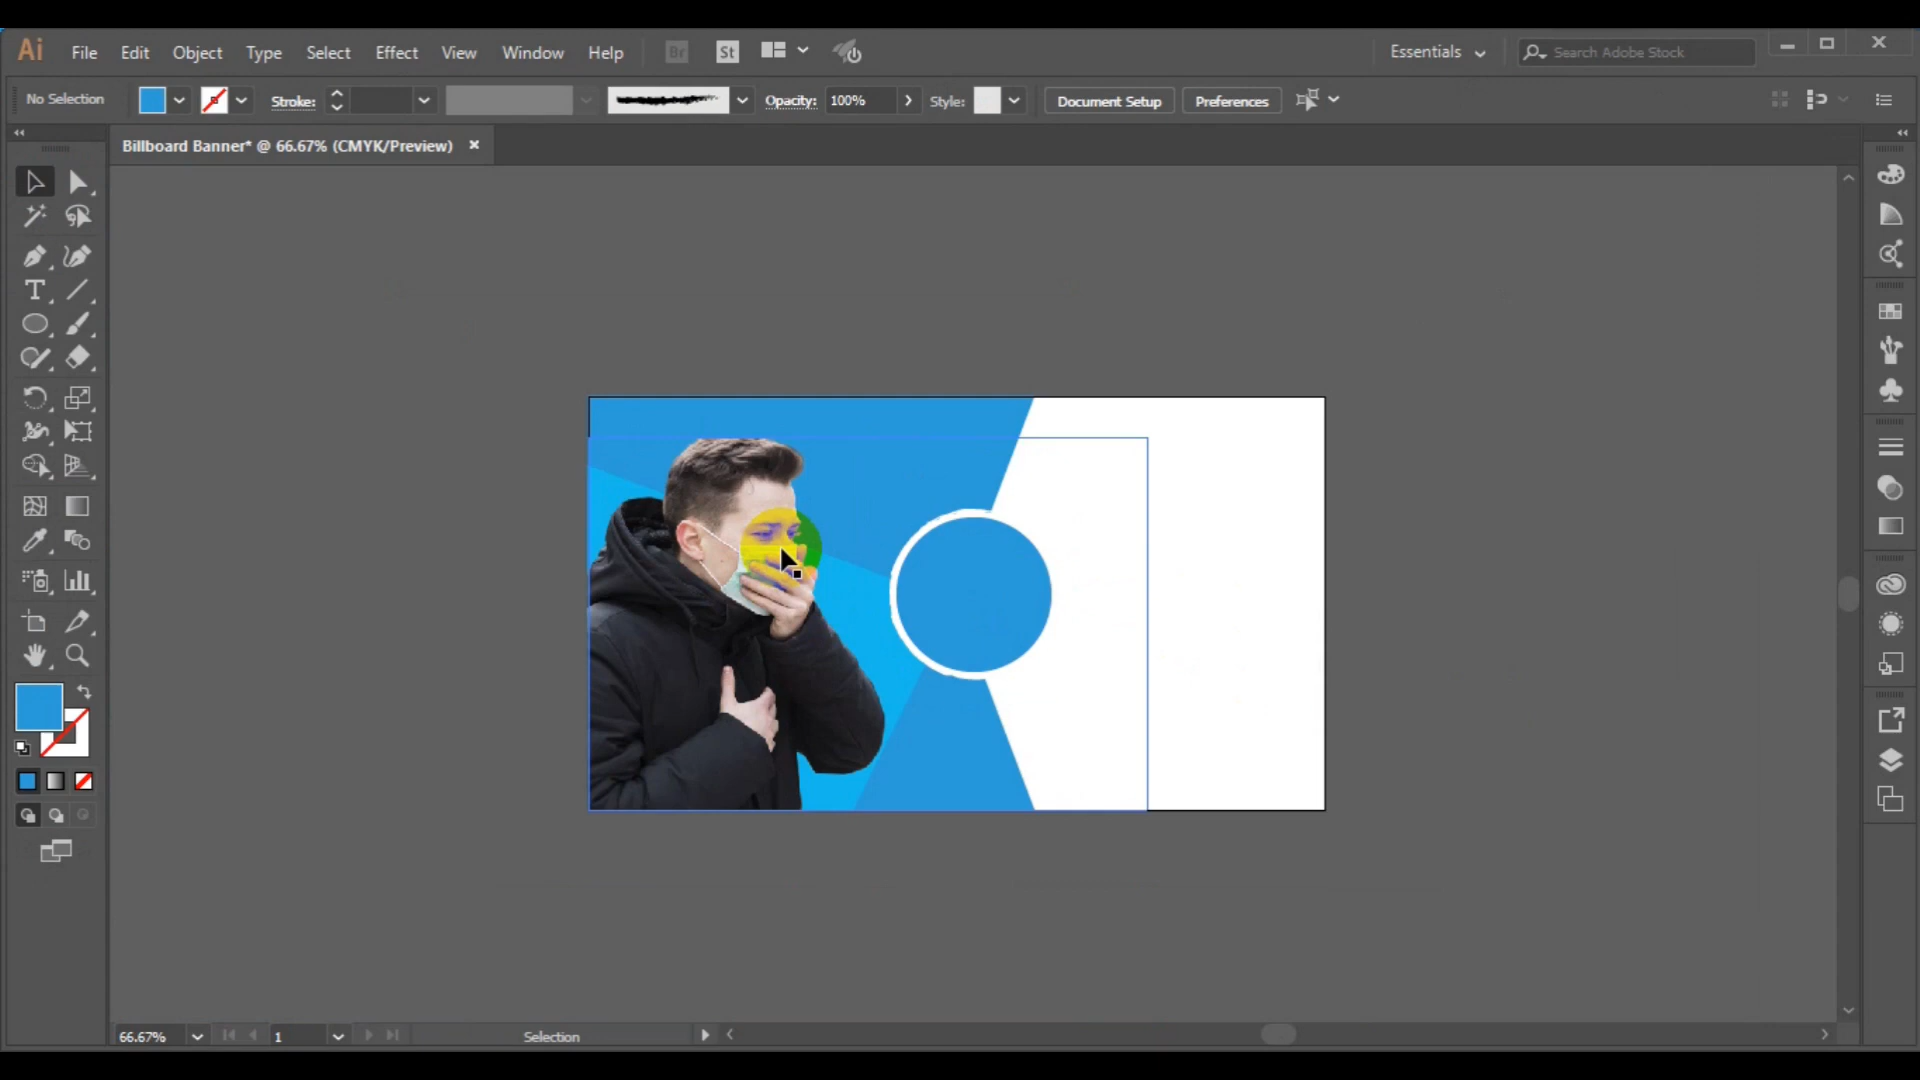 Ai File Edit Object Type Select Effect View Window Help Br St Essentials Search Adobe Stock
No Selection Stroke: Opacity: 100% Style: Document Setup Preferences
Billboard Banner* @ 66.67% (CMYK/Preview)
66.67% 1 Selection